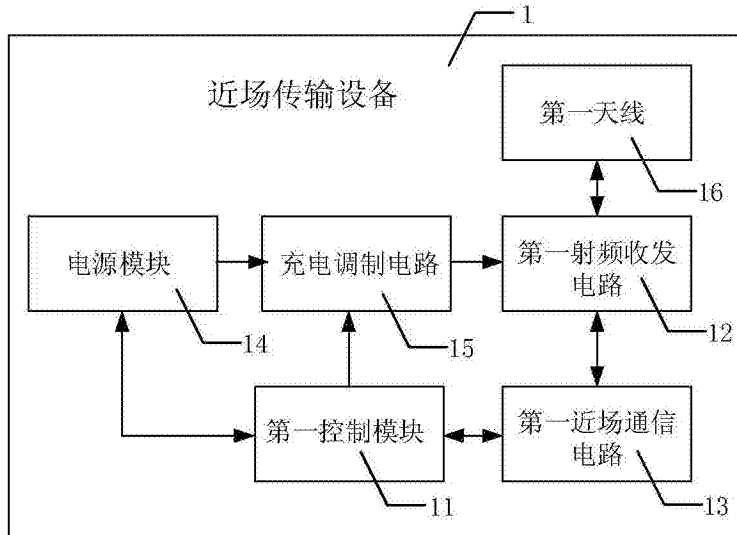 1
近场传输设备
第一天线
16
电源模块
14
充电调制电路
15
第一射频收发
电路
12
第一控制模块
11
第一近场通信
电路
13